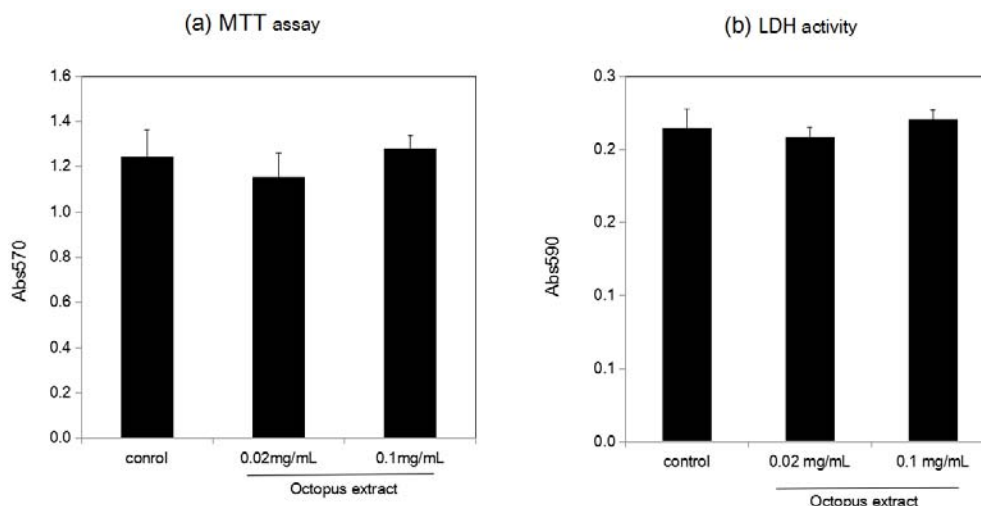 (a) MTT assay
1.6
1.4
1.2
1.0
0.8
0.6
0.4
0.2
0.0
Abs570
conrol
0.02mg/mL
0.1mg/mL
Octopus extract
(b) LDH activity
0.3
0.2
0.2
0.1
0.1
0.0
Abs590
control
0.02 mg/mL
0.1 mg/mL
Octopus extract